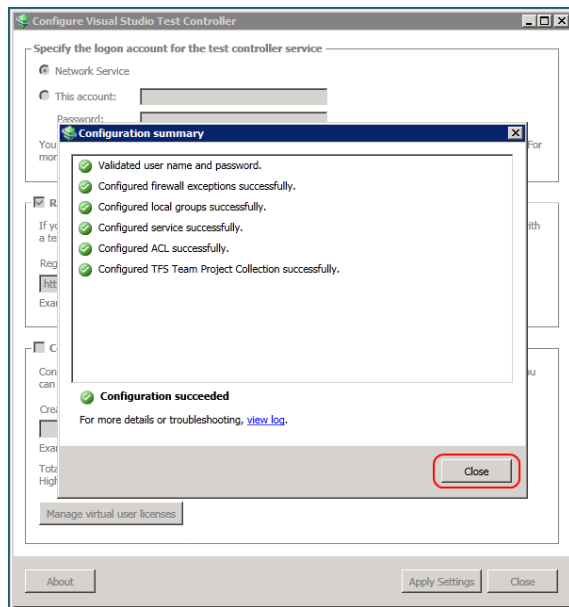 Configure Visual Studio Test Controller
Specify the logon account for the test controller service
Network Service
This account:
Password:
You
For
mor
Configuration summary
Validated user name and password.
Configured firewall exceptions successfully.
Configured local groups successfully.
Configured service successfully.
Configured ACL successfully.
Configured TFS Team Project Collection successfully.
R
If yo
ith
a te
Reg
htt
Exa
C
Con
ou
can
Crea
Exa
Tota
High
Configuration succeeded
For more details or troubleshooting, view log.
Close
Manage virtual user licenses
About
Apply Settings
Close